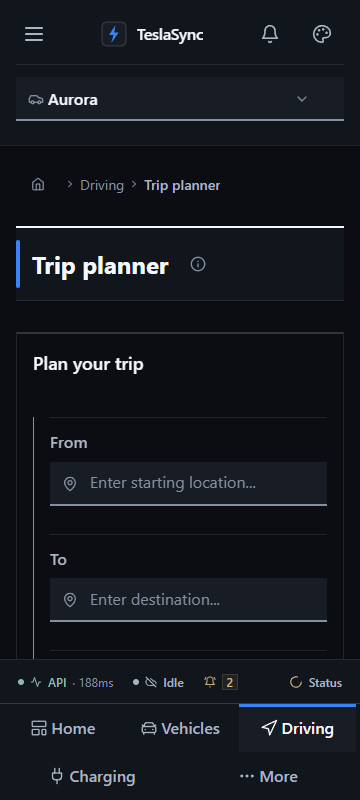 TeslaSync
Aurora
Driving Trip planner
Trip planner
Plan your trip
From
Enter starting location...
To
Enter destination...
API · 188ms Idle 2 Status
Home Vehicles Driving
Charging More